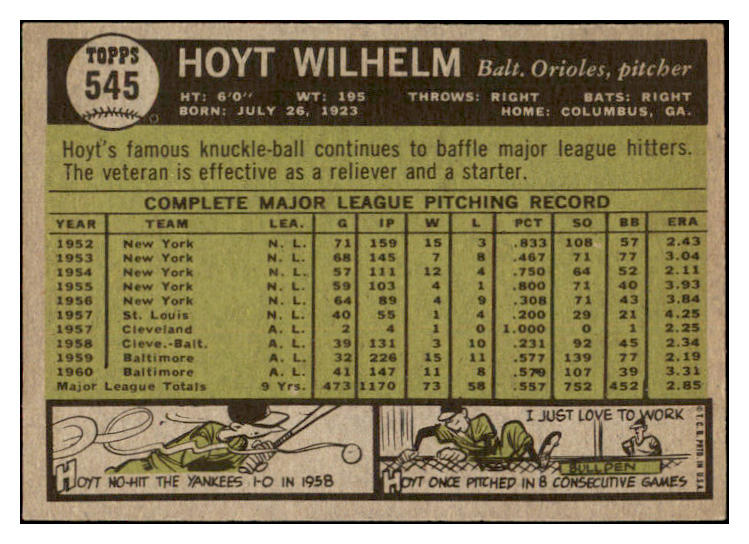 TOPPS
545
HOYT WILHELM Balt. Orioles, pitcher
HT: 6'0" WT: 195 THROWS: RIGHT BATS: RIGHT
BORN: JULY 26, 1923 HOME: COLUMBUS, GA.
Hoyt's famous knuckle-ball continues to baffle major league hitters.
The veteran is effective as a reliever and a starter.
COMPLETE MAJOR LEAGUE PITCHING RECORD
YEAR TEAM LEA. G IP W L PCT SO BB ERA
1952 New York N. L. 71 159 15 3 .833 108 57 2.43
1953 New York N. L. 68 145 7 8 .467 71 77 3.04
1954 New York N. L. 57 111 12 4 .750 64 52 2.11
1955 New York N. L. 59 103 4 1 .800 71 40 3.93
1956 New York N. L. 64 89 4 9 .308 71 43 3.84
1957 St. Louis N. L. 40 55 1 4 .200 29 21 4.25
1957 Cleveland A. L. 2 4 1 0 1.000 0 1 2.25
1958 Cleve.-Balt. A. L. 39 131 3 10 .231 92 45 2.34
1959 Baltimore A. L. 32 226 15 11 .577 139 77 2.19
1960 Baltimore A. L. 41 147 11 8 .579 107 39 3.31
Major League Totals 9 Yrs. 473 1170 73 58 .557 752 452 2.85
HOYT NO-HIT THE YANKEES 1-0 IN 1958
I JUST LOVE TO WORK
BULLPEN
HOYT ONCE PITCHED IN 8 CONSECUTIVE GAMES
© T. C. G. PRTD. IN U.S.A.